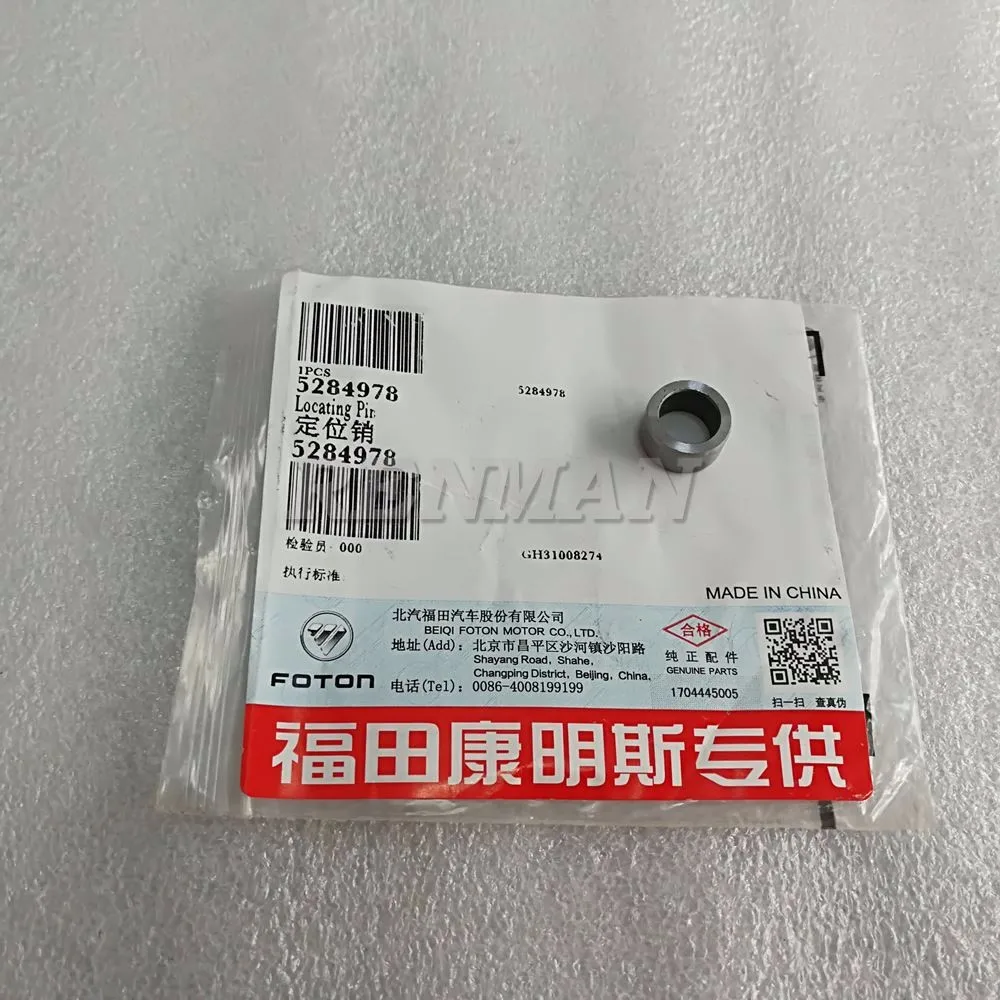 1PCS
5284978
5284978
Locating Pin
定位销
5284978
RENMAN
检验员 000
GH31008274
执行标准
MADE IN CHINA
北汽福田汽车股份有限公司
BEIQI FOTON MOTOR CO.,LTD.
地址(Add)：北京市昌平区沙河镇沙阳路
Shayang Road, Shahe,
Changping District, Beijing, China,
电话(Tel)：0086-4008199199
FOTON
合格
纯正配件
GENUINE PARTS
1704445005
扫一扫 查真伪
福田康明斯专供